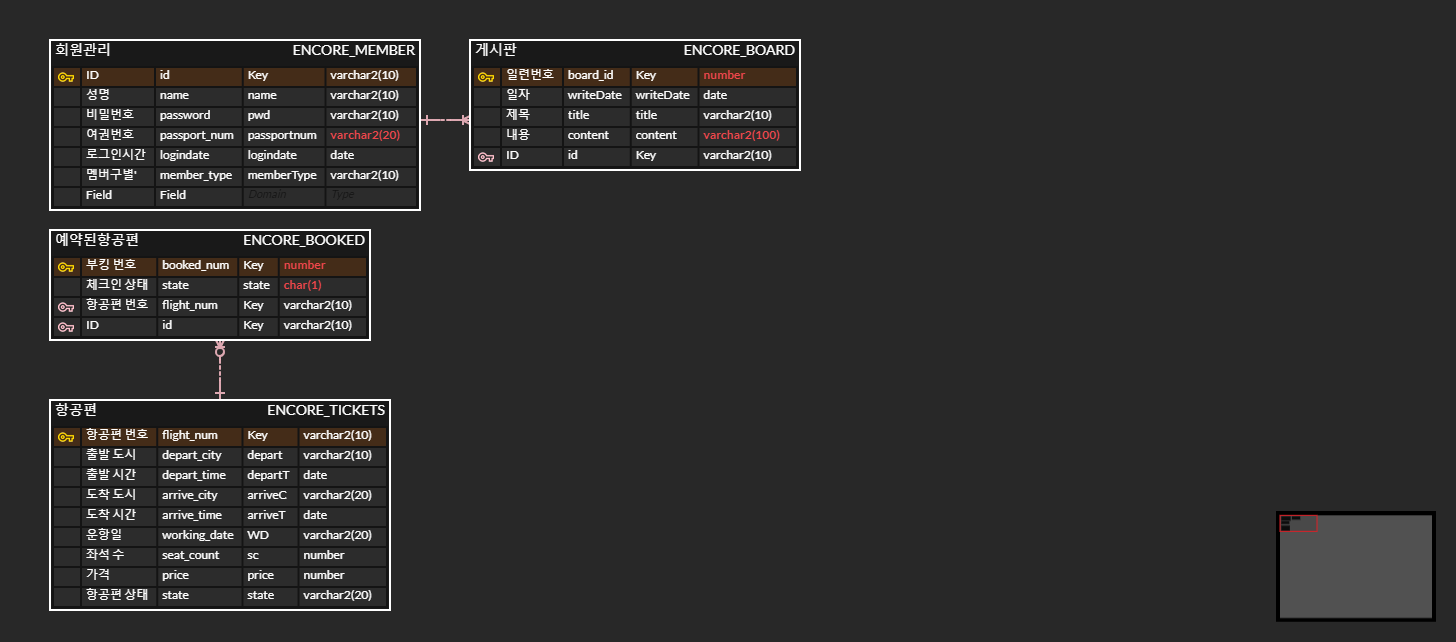 회원관리 ENCORE_MEMBER
ID id Key varchar2(10)
성명 name name varchar2(10)
비밀번호 password pwd varchar2(10)
여권번호 passport_num passportnum varchar2(20)
로그인시간 logindate logindate date
멤버구별' member_type memberType varchar2(10)
Field Field Domain Type
게시판 ENCORE_BOARD
일련번호 board_id Key number
일자 writeDate writeDate date
제목 title title varchar2(10)
내용 content content varchar2(100)
ID id Key varchar2(10)
예약된항공편 ENCORE_BOOKED
부킹 번호 booked_num Key number
체크인 상태 state state char(1)
항공편 번호 flight_num Key varchar2(10)
ID id Key varchar2(10)
항공편 ENCORE_TICKETS
항공편 번호 flight_num Key varchar2(10)
출발 도시 depart_city depart varchar2(10)
출발 시간 depart_time departT date
도착 도시 arrive_city arriveC varchar2(20)
도착 시간 arrive_time arriveT date
운항일 working_date WD varchar2(20)
좌석 수 seat_count sc number
가격 price price number
항공편 상태 state state varchar2(20)